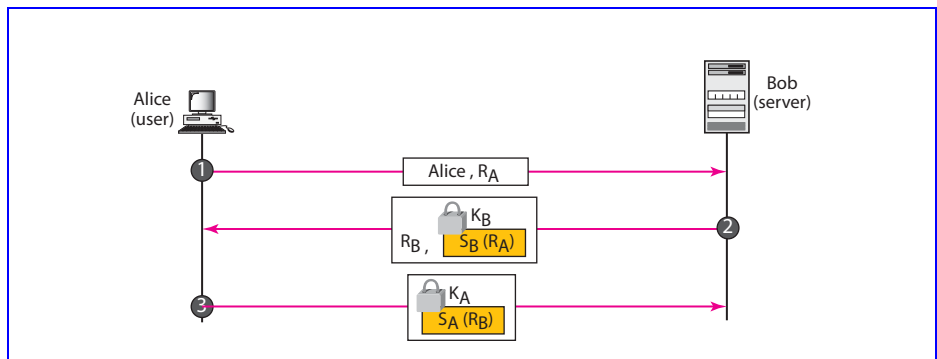 Alice
(user)
Bob
(server)
1
Alice , RA
KB
RB , SB (RA)
2
3
KA
SA (RB)